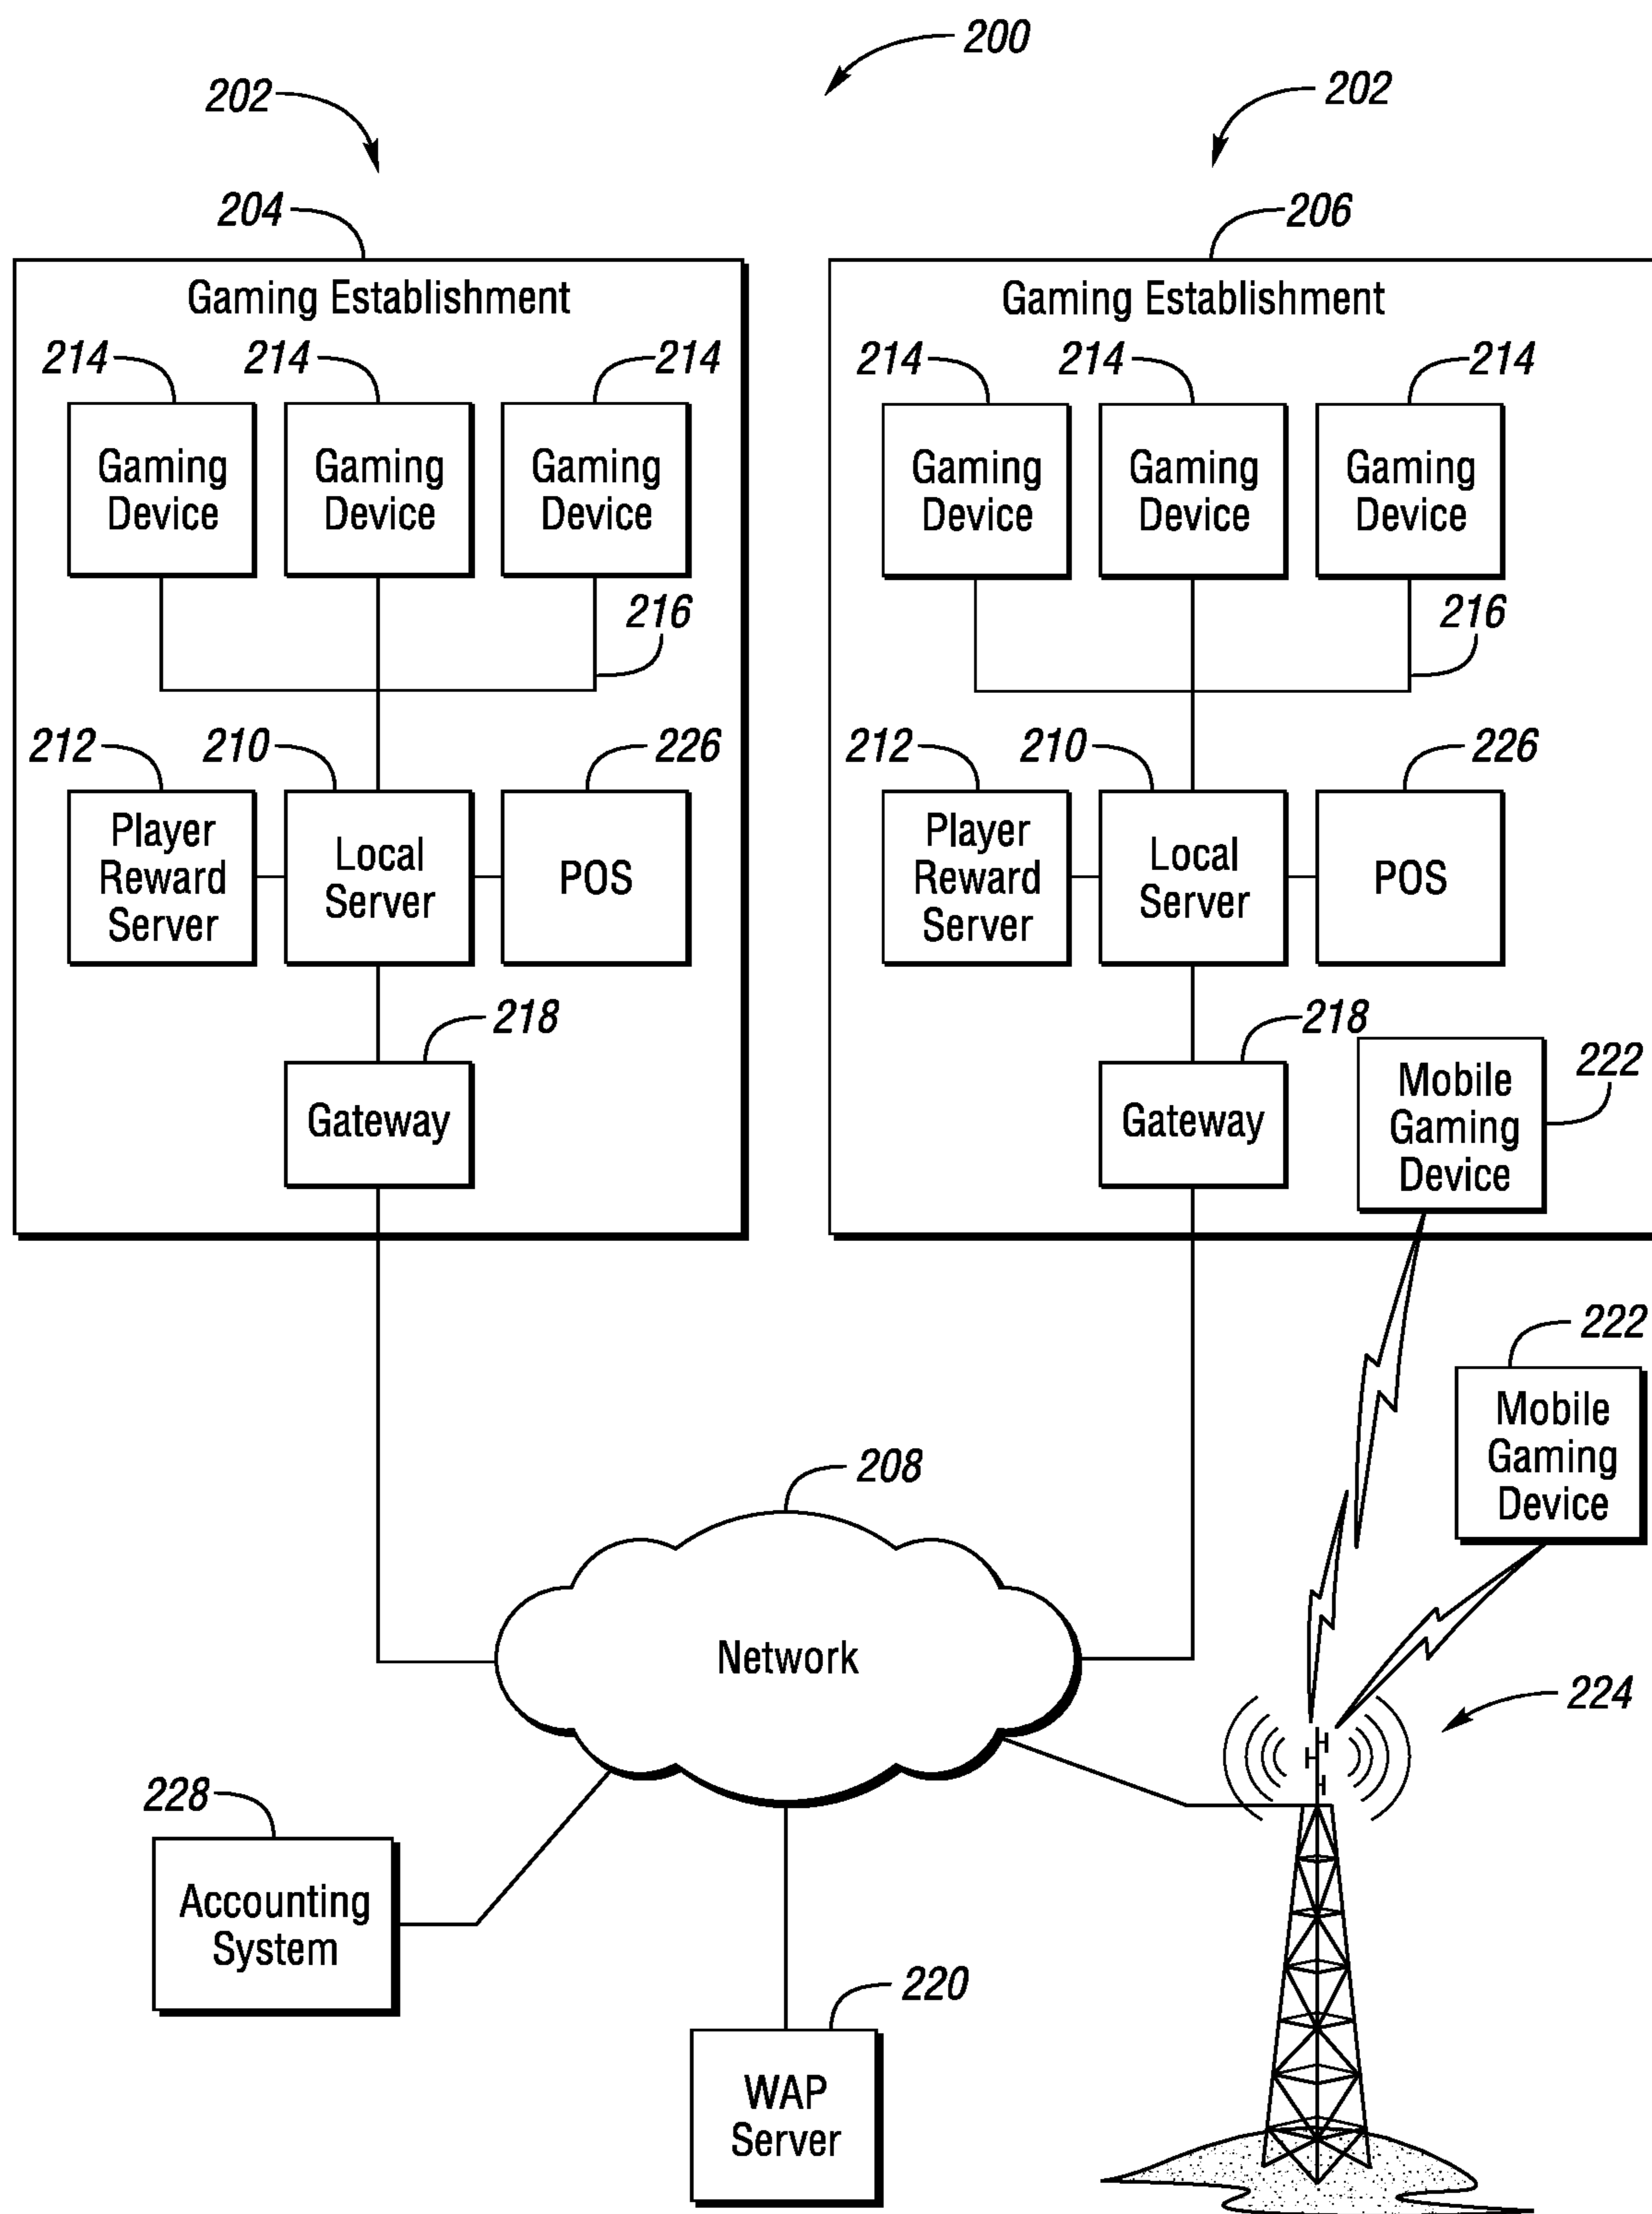 200
202
202
204
206
Gaming Establishment
Gaming Establishment
214
214
214
214
214
214
Gaming
Device
Gaming
Device
Gaming
Device
Gaming
Device
Gaming
Device
Gaming
Device
216
216
212
210
226
212
210
226
Player
Reward
Server
Local
Server
POS
Player
Reward
Server
Local
Server
POS
218
218
222
Gateway
Gateway
Mobile
Gaming
Device
222
Mobile
Gaming
Device
208
Network
224
228
Accounting
System
220
WAP
Server